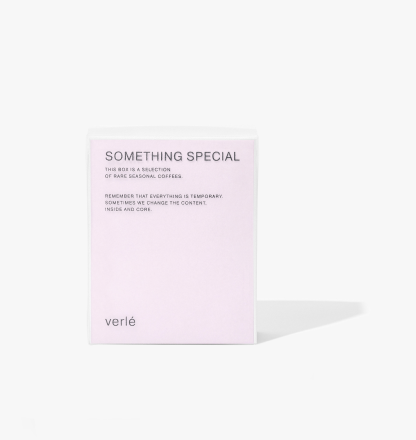 SOMETHING SPECIAL
THIS BOX IS A SELECTION
OF RARE SEASONAL COFFEES.
REMEMBER THAT EVERYTHING IS TEMPORARY.
SOMETIMES WE CHANGE THE CONTENT.
INSIDE AND CORE.
verlé